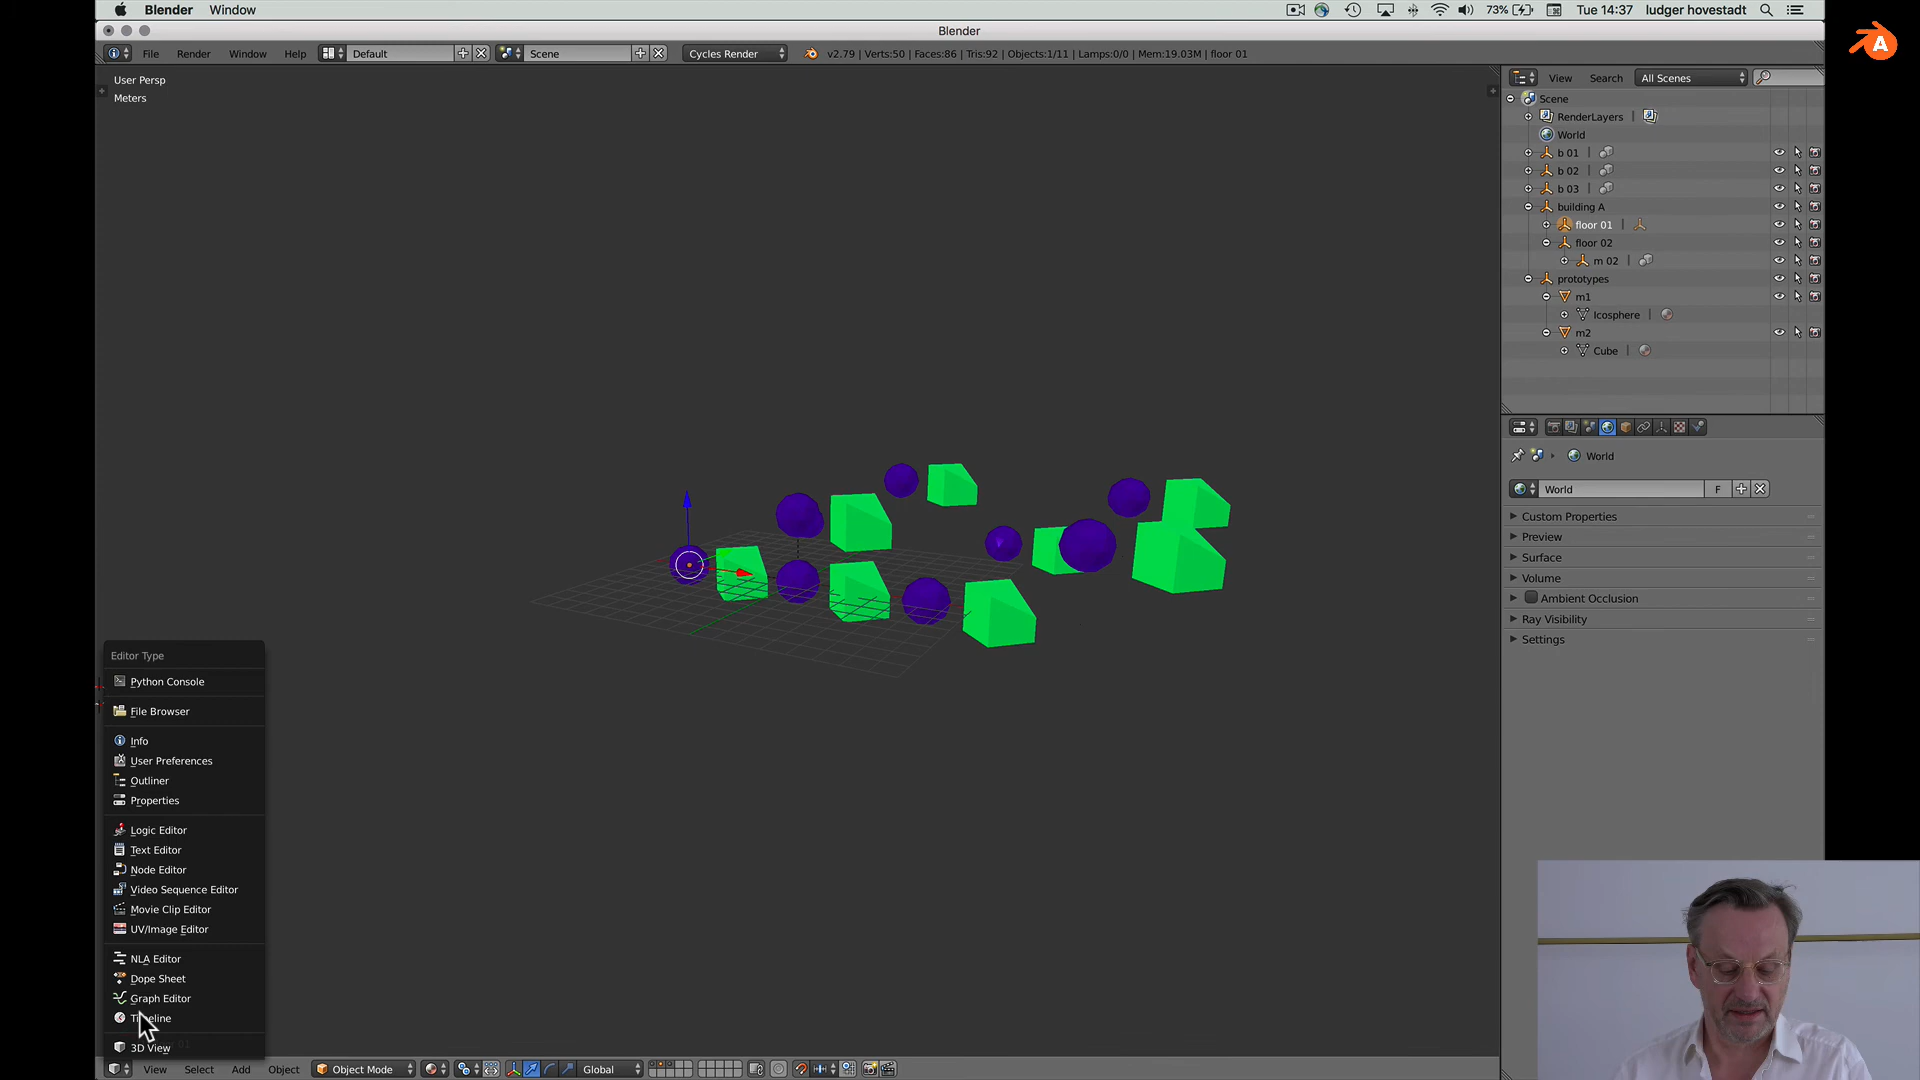 Blender Window 73% Tue 14:37 ludger hovestadt
Blender
File Render Window Help Default Scene Cycles Render v2.79 | Verts:50 | Faces:86 | Tris:92 | Objects:1/11 | Lamps:0/0 | Mem:19.03M | floor 01
User Persp
Meters
View Search All Scenes
Scene
RenderLayers
World
b 01
b 02
b 03
building A
floor 01
floor 02
m 02
prototypes
m1
Icosphere
m2
Cube
World
World F
Custom Properties
Preview
Surface
Volume
Ambient Occlusion
Ray Visibility
Settings
Editor Type
Python Console
File Browser
Info
User Preferences
Outliner
Properties
Logic Editor
Text Editor
Node Editor
Video Sequence Editor
Movie Clip Editor
UV/Image Editor
NLA Editor
Dope Sheet
Graph Editor
Timeline
3D View
View Select Add Object Object Mode Global
A